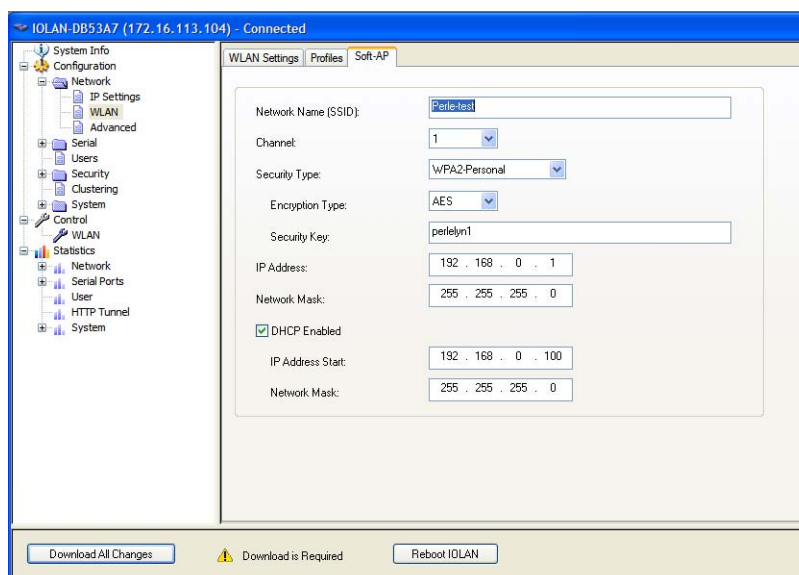 IOLAN-DB53A7 (172.16.113.104) - Connected
System Info
Configuration
Network
IP Settings
WLAN
Advanced
Serial
Users
Security
Clustering
System
Control
WLAN
Statistics
Network
Serial Ports
User
HTTP Tunnel
System
WLAN Settings Profiles Soft-AP
Network Name (SSID): Perle-test
Channel: 1
Security Type: WPA2-Personal
Encryption Type: AES
Security Key: perlelyn1
IP Address: 192 . 168 . 0 . 1
Network Mask: 255 . 255 . 255 . 0
DHCP Enabled
IP Address Start: 192 . 168 . 0 . 100
Network Mask: 255 . 255 . 255 . 0
Download All Changes Download is Required Reboot IOLAN